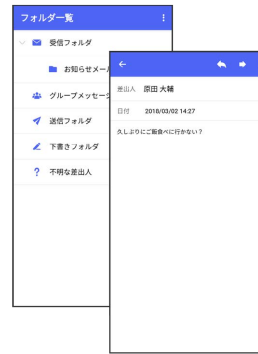 フォルダ一覧
受信フォルダ
お知らせメー
グループメッセー
送信フォルダ
下書きフォルダ
不明な差出人
差出人 原田 大輔
日付 2018/03/02 14:27
久しぶりにご飯食べに行かない？